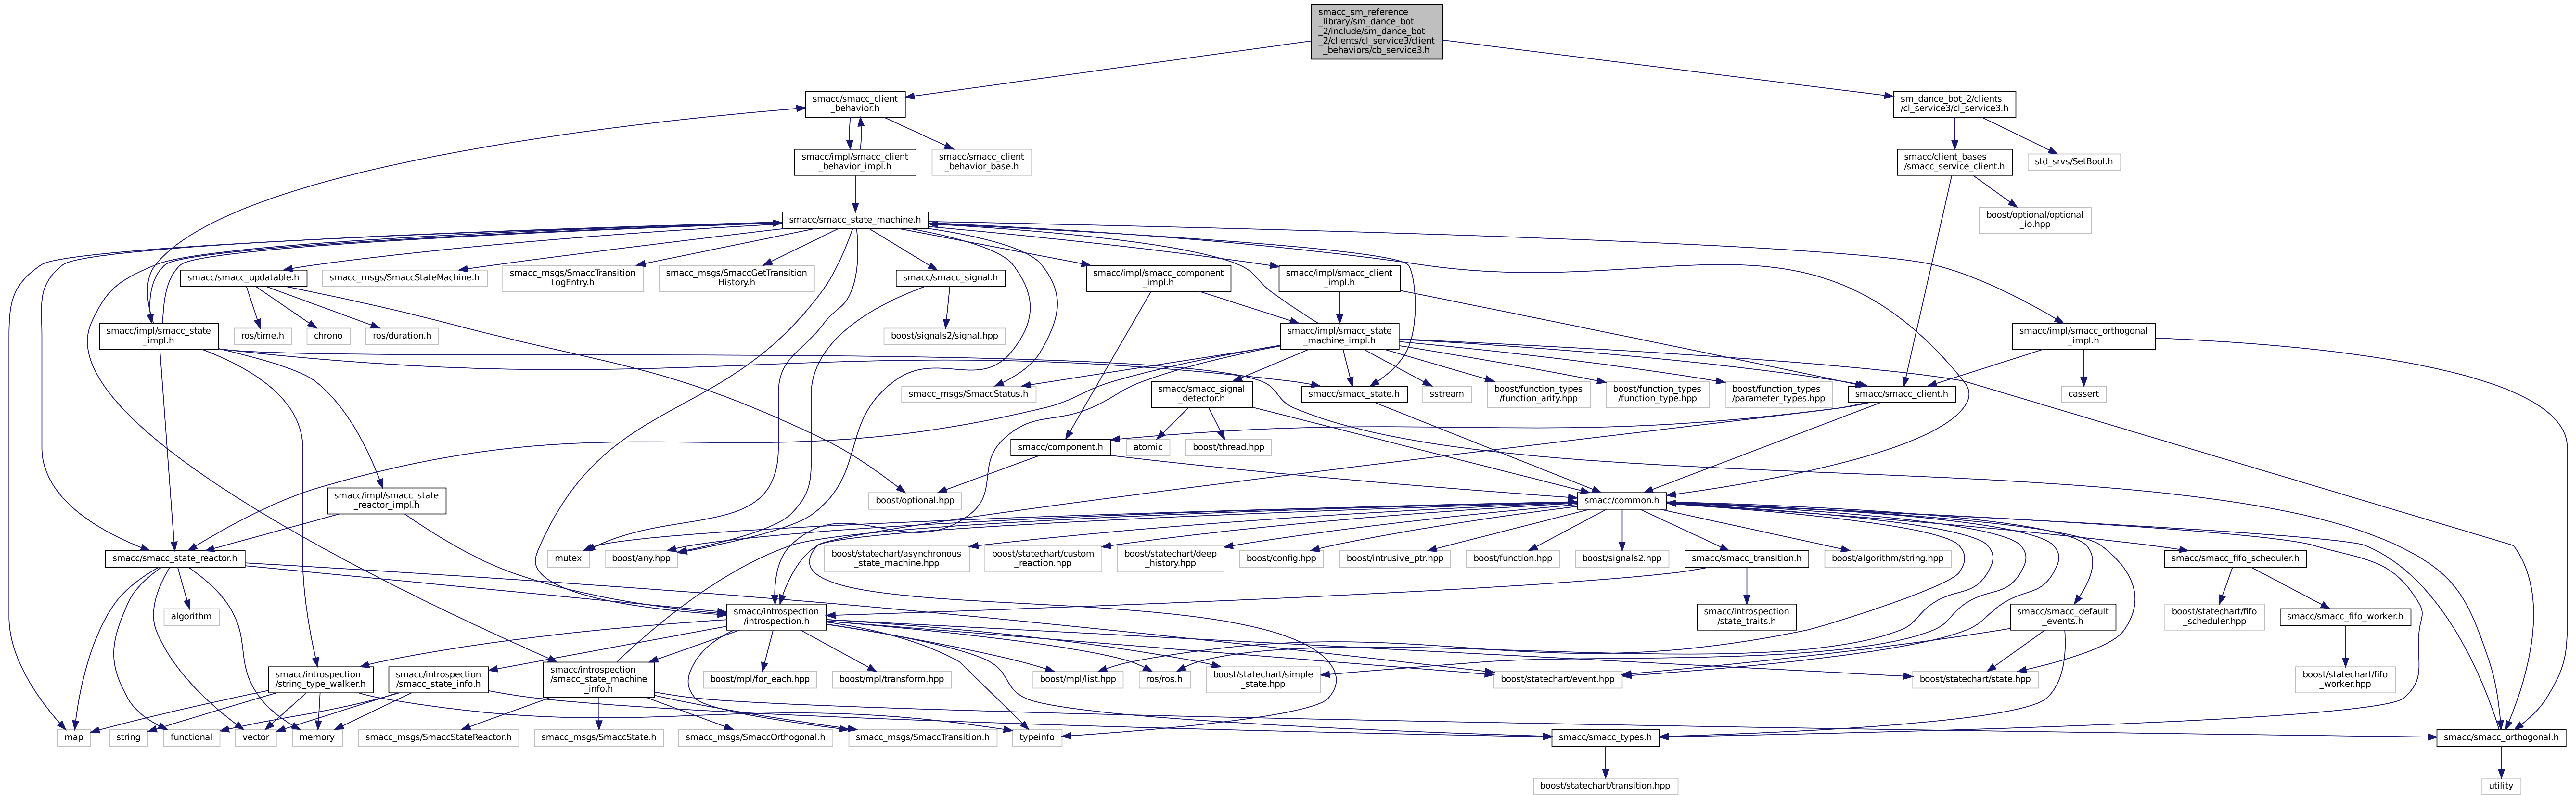 smacc_sm_reference
_library/sm_dance_bot
_2/include/sm_dance_bot
_2/clients/cl_service3/client
_behaviors/cb_service3.h
smacc/smacc_client
_behavior.h
sm_dance_bot_2/clients
/cl_service3/cl_service3.h
smacc/impl/smacc_client
_behavior_impl.h
smacc/smacc_client
_behavior_base.h
smacc/client_bases
/smacc_service_client.h
std_srvs/SetBool.h
smacc/smacc_state_machine.h
boost/optional/optional
_io.hpp
smacc/smacc_updatable.h
smacc_msgs/SmaccStateMachine.h
smacc_msgs/SmaccTransition
LogEntry.h
smacc_msgs/SmaccGetTransition
History.h
smacc/smacc_signal.h
smacc/impl/smacc_component
_impl.h
smacc/impl/smacc_client
_impl.h
smacc/impl/smacc_state
_impl.h
ros/time.h
chrono
ros/duration.h
boost/signals2/signal.hpp
smacc/impl/smacc_state
_machine_impl.h
smacc/impl/smacc_orthogonal
_impl.h
smacc_msgs/SmaccStatus.h
smacc/smacc_signal
_detector.h
smacc/smacc_state.h
sstream
boost/function_types
/function_arity.hpp
boost/function_types
/function_type.hpp
boost/function_types
/parameter_types.hpp
smacc/smacc_client.h
cassert
smacc/component.h
atomic
boost/thread.hpp
smacc/impl/smacc_state
_reactor_impl.h
boost/optional.hpp
smacc/common.h
smacc/smacc_state_reactor.h
mutex
boost/any.hpp
boost/statechart/asynchronous
_state_machine.hpp
boost/statechart/custom
_reaction.hpp
boost/statechart/deep
_history.hpp
boost/config.hpp
boost/intrusive_ptr.hpp
boost/function.hpp
boost/signals2.hpp
smacc/smacc_transition.h
boost/algorithm/string.hpp
smacc/smacc_fifo_scheduler.h
algorithm
smacc/introspection
/introspection.h
smacc/introspection
/state_traits.h
smacc/smacc_default
_events.h
boost/statechart/fifo
_scheduler.hpp
smacc/smacc_fifo_worker.h
smacc/introspection
/string_type_walker.h
smacc/introspection
/smacc_state_info.h
smacc/introspection
/smacc_state_machine
_info.h
boost/mpl/for_each.hpp
boost/mpl/transform.hpp
boost/mpl/list.hpp
ros/ros.h
boost/statechart/simple
_state.hpp
boost/statechart/event.hpp
boost/statechart/state.hpp
boost/statechart/fifo
_worker.hpp
map
string
functional
vector
memory
smacc_msgs/SmaccStateReactor.h
smacc_msgs/SmaccState.h
smacc_msgs/SmaccOrthogonal.h
smacc_msgs/SmaccTransition.h
typeinfo
smacc/smacc_types.h
smacc/smacc_orthogonal.h
boost/statechart/transition.hpp
utility